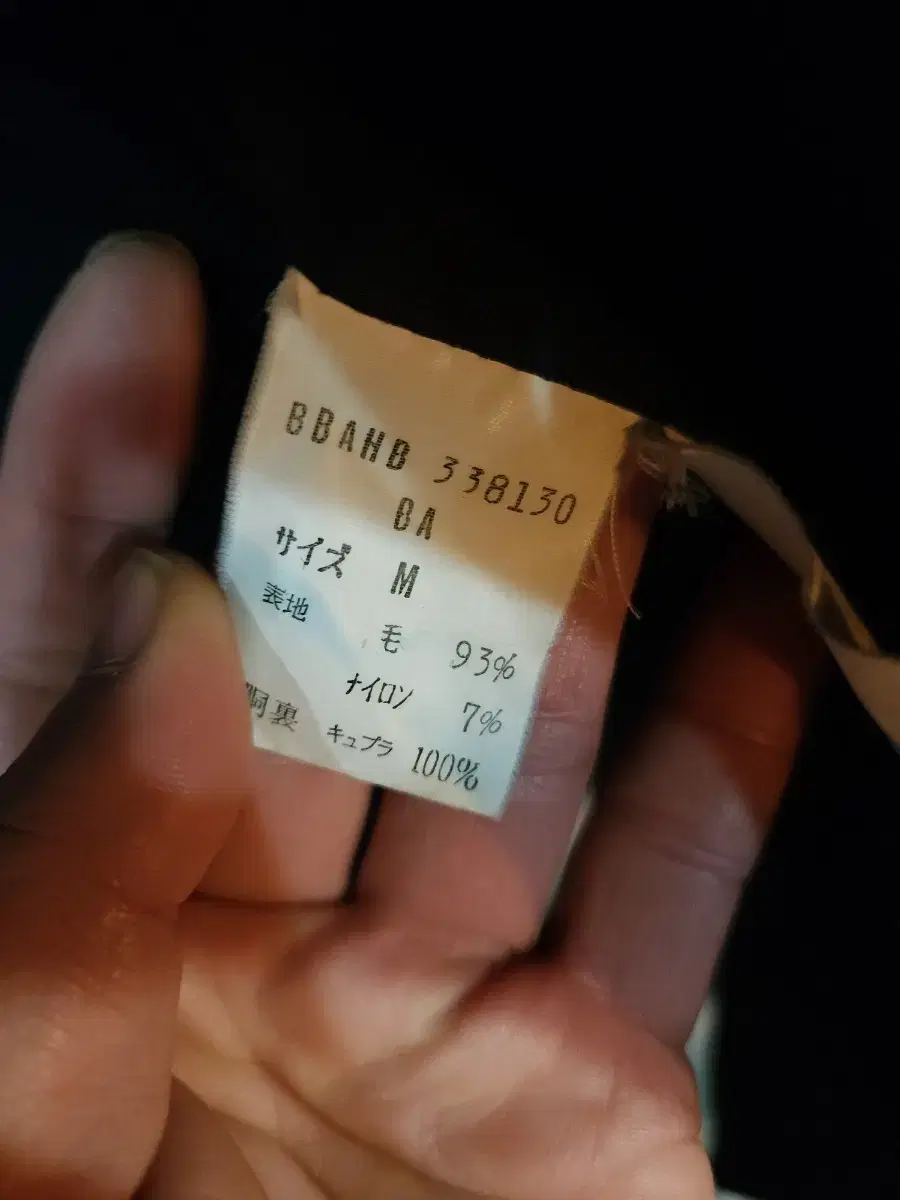 BBAHB 338130
BA
サイズ M
表地 毛 93%
ナイロン 7%
胴裏 キュプラ 100%